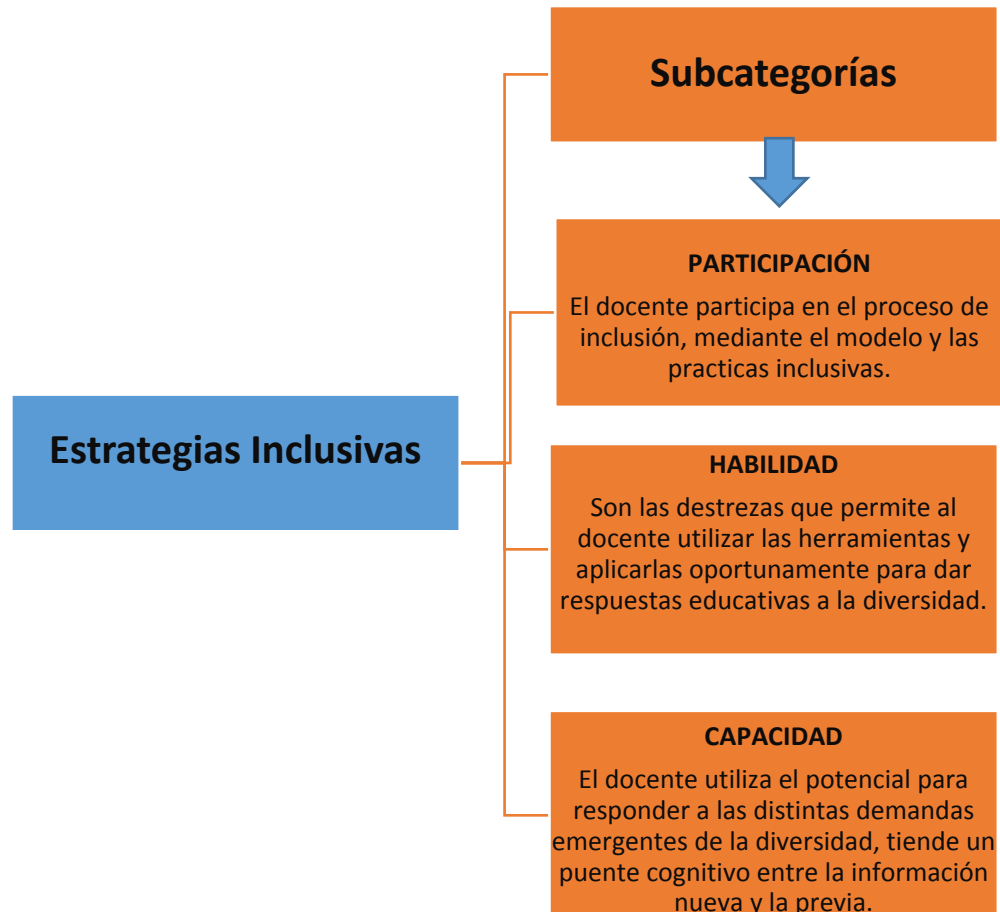 Subcategorías
PARTICIPACIÓN
El docente participa en el proceso de
inclusión, mediante el modelo y las
practicas inclusivas.
Estrategias Inclusivas
HABILIDAD
Son las destrezas que permite al
docente utilizar las herramientas y
aplicarlas oportunamente para dar
respuestas educativas a la diversidad.
CAPACIDAD
El docente utiliza el potencial para
responder a las distintas demandas
emergentes de la diversidad, tiende un
puente cognitivo entre la información
nueva y la previa.